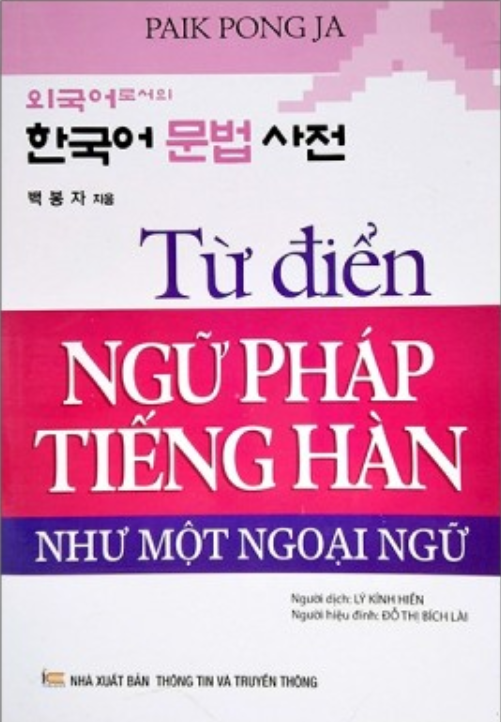 PAIK PONG JA
외국어로서의
한국어 문법 사전
백 봉 자 지음
Từ điển
NGỮ PHÁP
TIẾNG HÀN
NHƯ MỘT NGOẠI NGỮ
Người dịch: LÝ KÍNH HIỀN
Người hiệu đính: ĐỖ THỊ BÍCH LÀI
NHÀ XUẤT BẢN THÔNG TIN VÀ TRUYỀN THÔNG